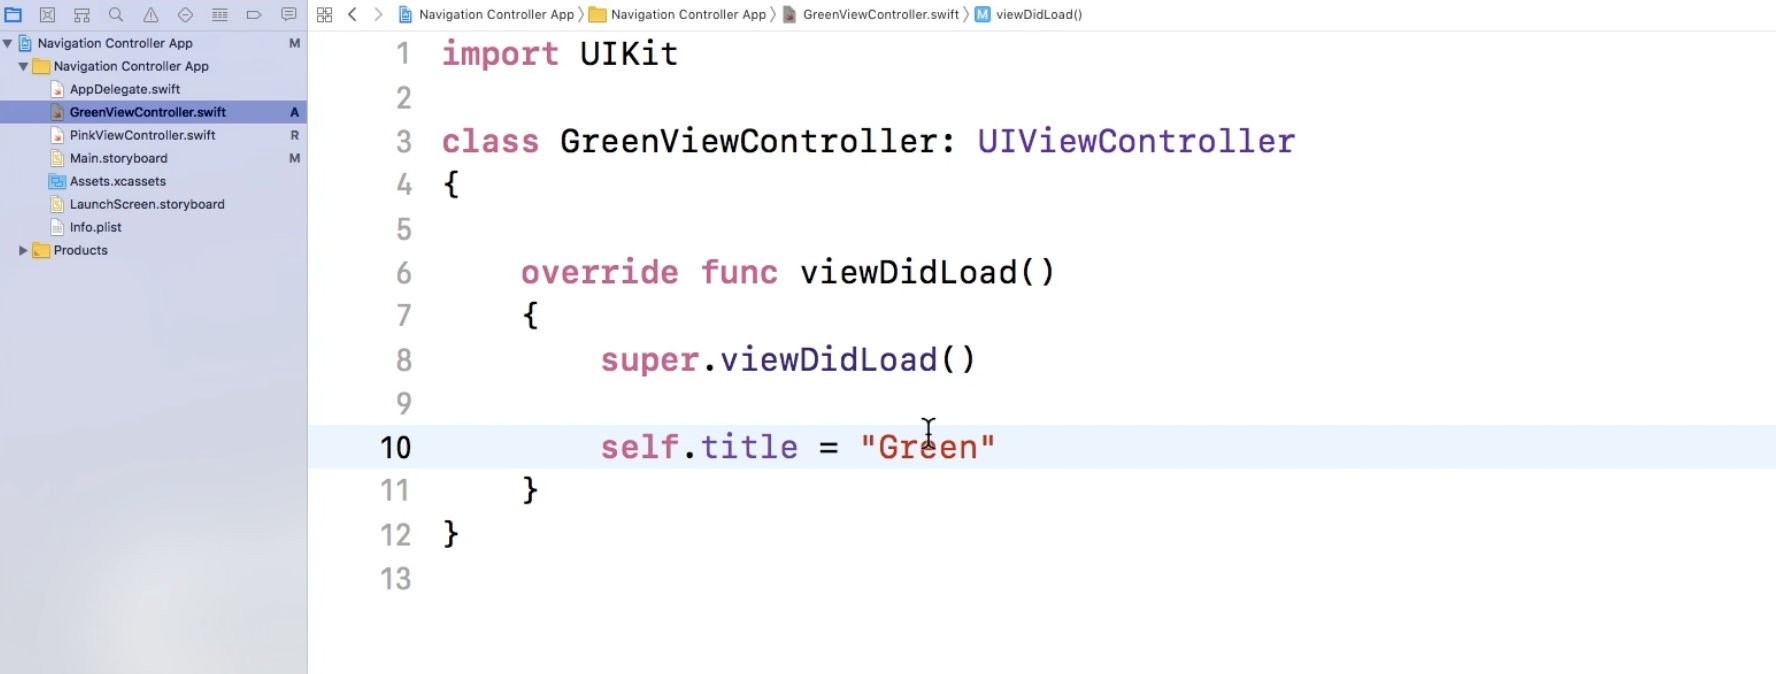 Navigation Controller App 〉 Navigation Controller App 〉 GreenViewController.swift 〉 M viewDidLoad()
Navigation Controller App M
Navigation Controller App
AppDelegate.swift
GreenViewController.swift A
PinkViewController.swift R
Main.storyboard M
Assets.xcassets
LaunchScreen.storyboard
Info.plist
Products
1 import UIKit
2
3 class GreenViewController: UIViewController
4 {
5
6 override func viewDidLoad()
7 {
8 super.viewDidLoad()
9
10 self.title = "Green"
11 }
12 }
13